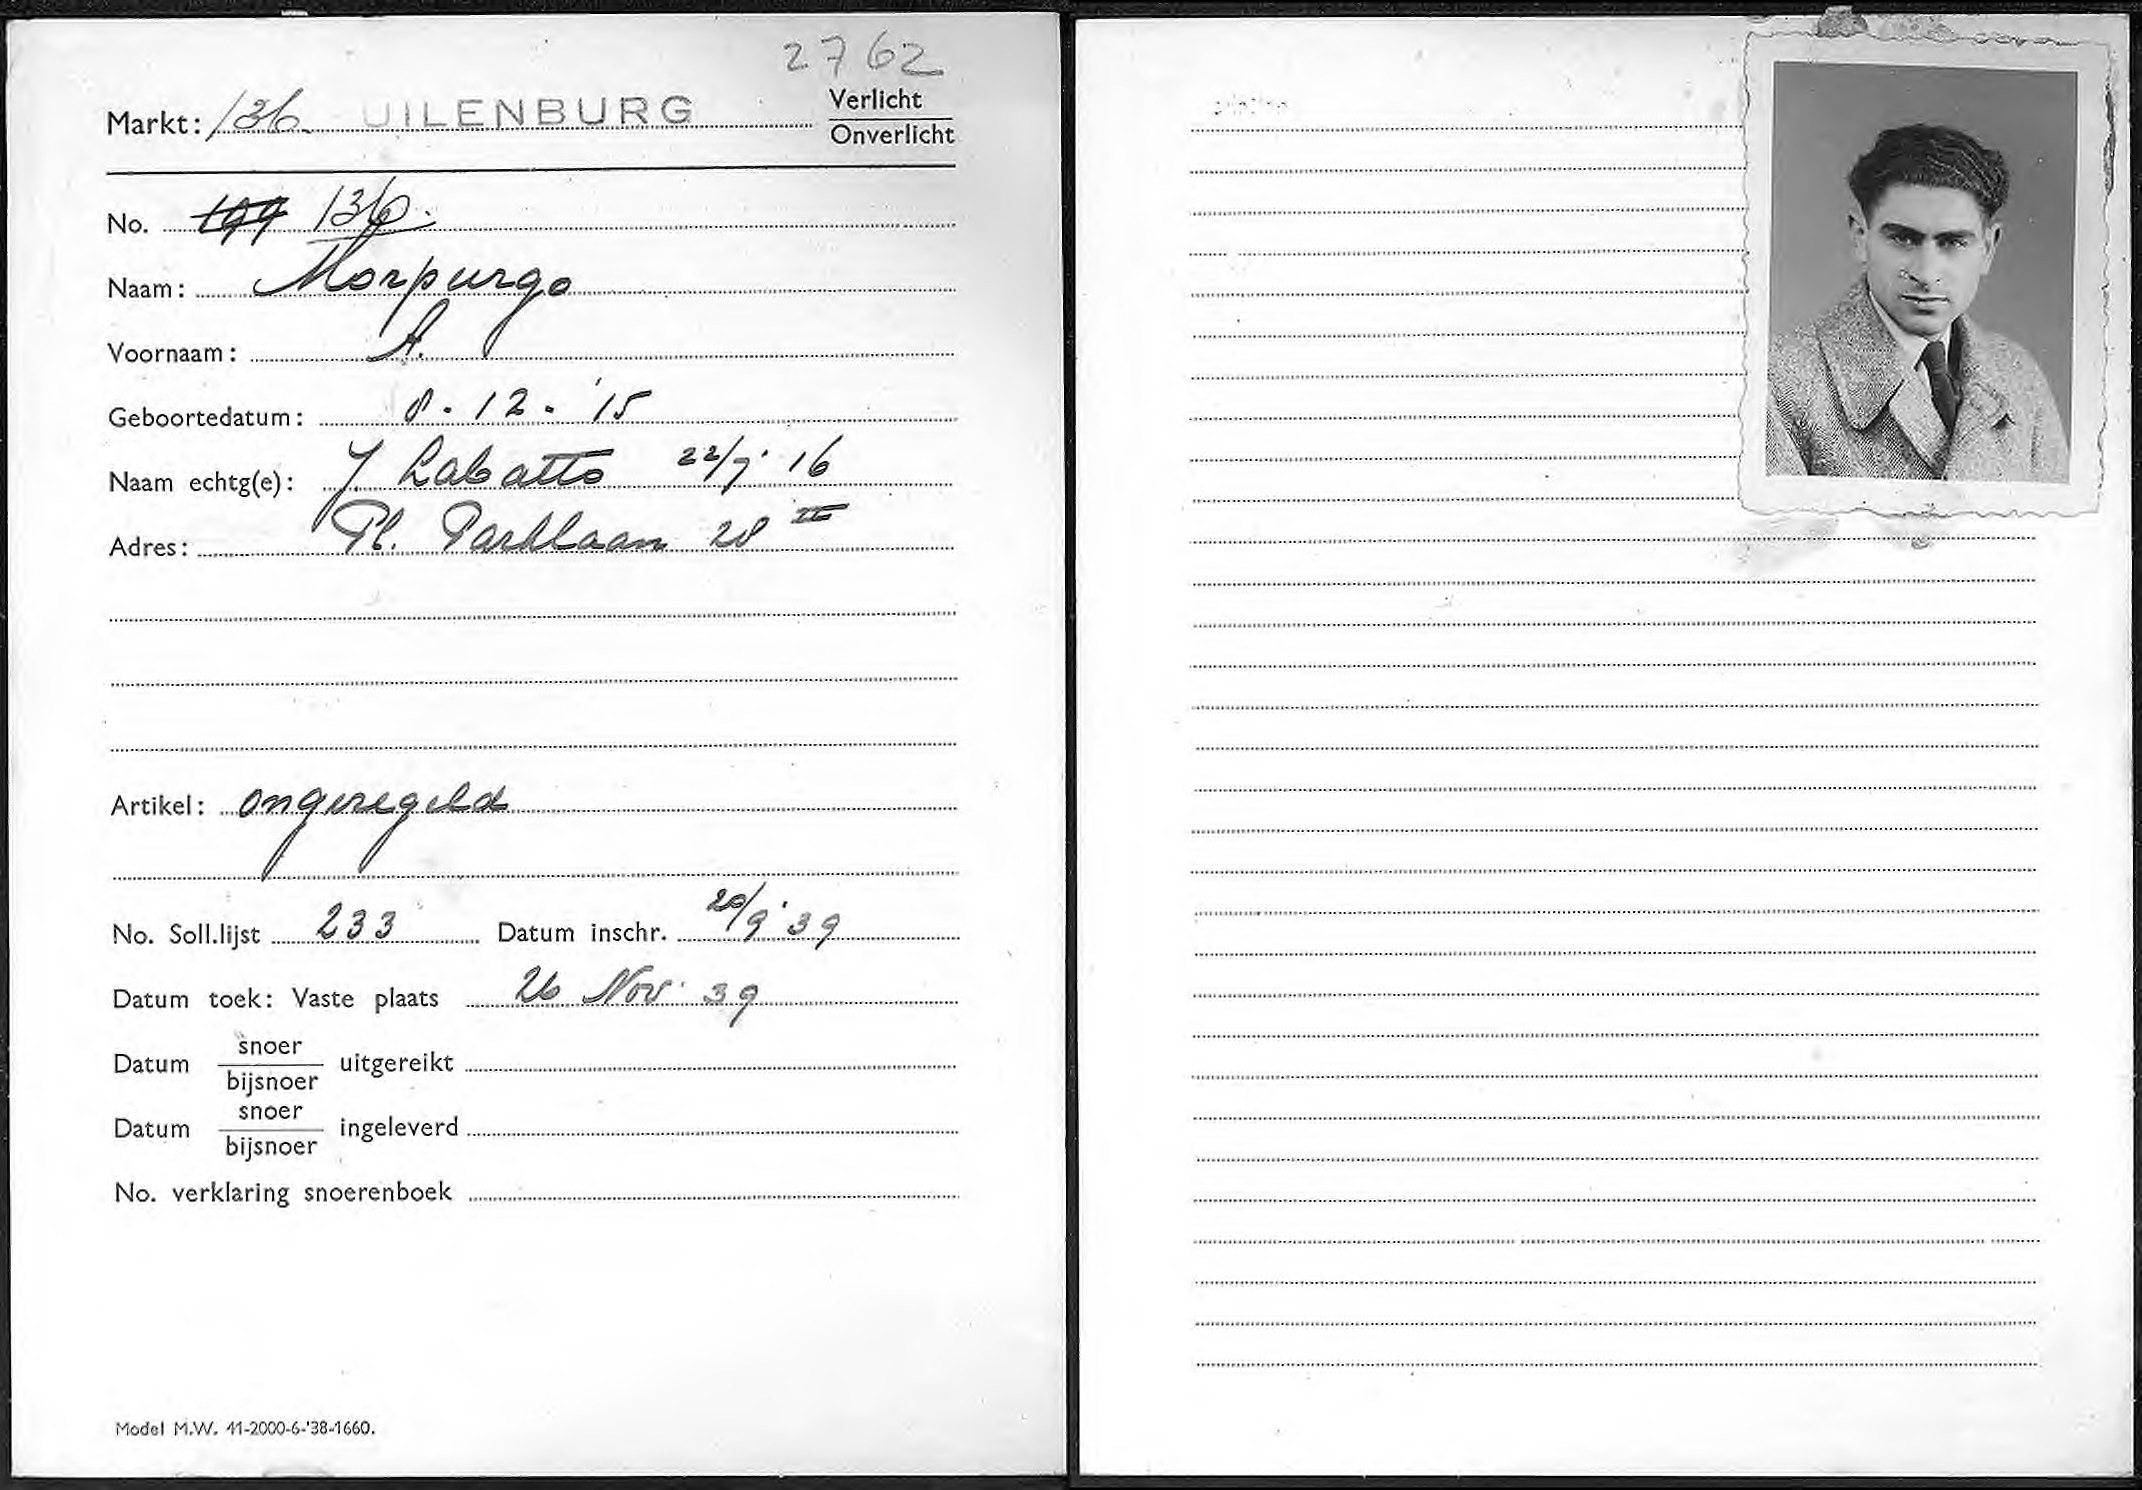 2762
Markt: 136. UILENBURG Verlicht
Onverlicht
No. 199 136.
Naam: Morpurgo
Voornaam: A.
Geboortedatum: 8.12.'15
Naam echtg(e): J. Labatto 22/7'16
Adres: Pl. Parklaan 28 III
Artikel: ongeregeld
No. Soll.lijst 233 Datum inschr. 20/9'39
Datum toek: Vaste plaats 26 Nov. 39
Datum snoer
bijsnoer uitgereikt
Datum snoer
bijsnoer ingeleverd
No. verklaring snoerenboek
Model M.W. 41-2000-6-'38-1660.